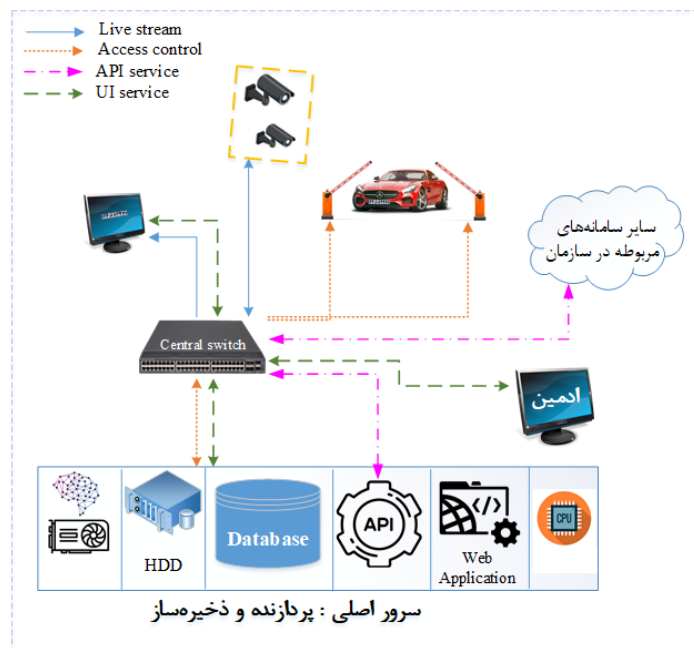 Live stream
Access control
API service
UI service
سایر سامانه‌های
مربوطه در سازمان
Central switch
ادمین
HDD
Database
API
Web
Application
CPU
سرور اصلی : پردازنده و ذخیره‌ساز